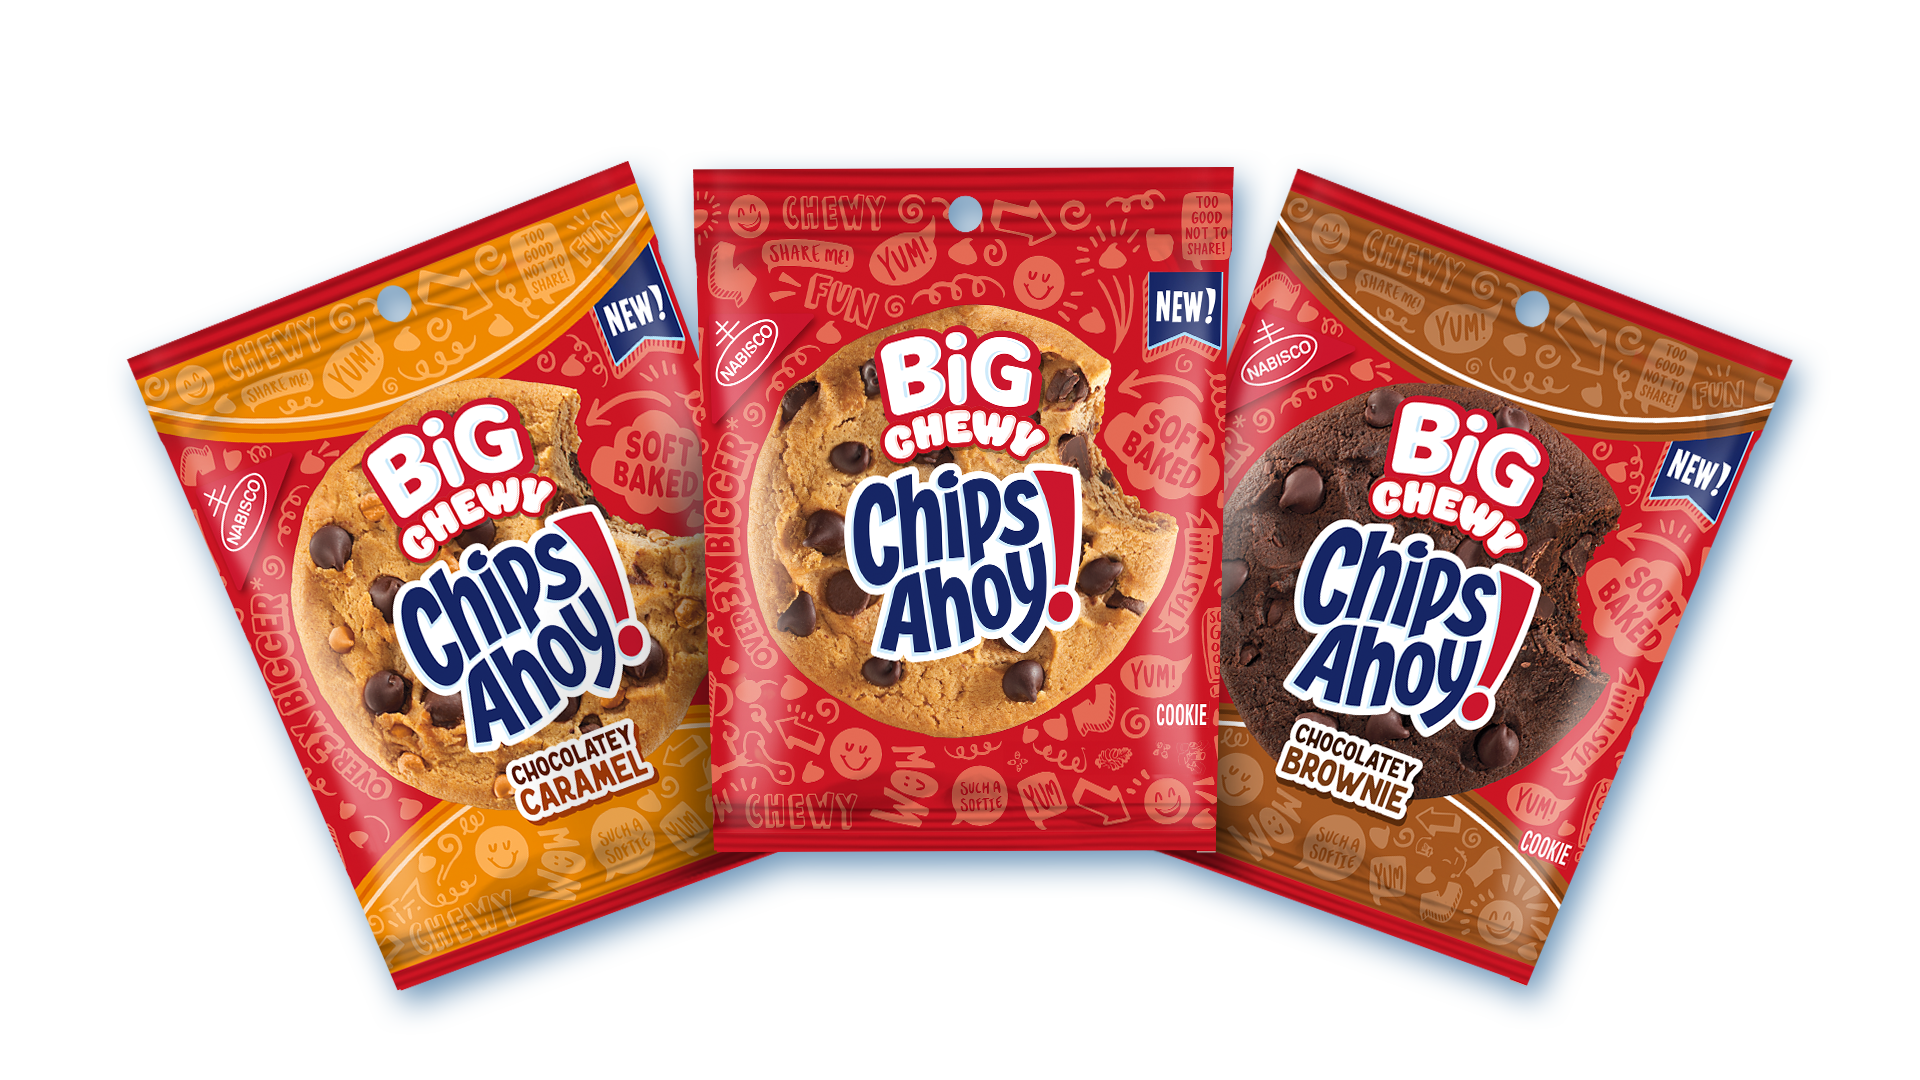 CHEWY
TOO
GOOD
NOT TO
SHARE!
FUN
SHARE ME!
YUM!
NEW!
NABISCO
BiG
CHEWY
SOFT
BAKED
Chips
Ahoy!
OVER 3X BIGGER*
CHOCOLATEY
CARAMEL
WOW
SUCH A
SOFTIE
YUM
CHEWY
CHEWY
TOO
GOOD
NOT TO
SHARE!
SHARE ME!
YUM!
FUN
NEW!
NABISCO
BiG
CHEWY
SOFT
BAKED
Chips
Ahoy!
OVER 3X BIGGER*
TASTY!!!
YUM!
COOKIE
WOW
SUCH A
SOFTIE
YUM
CHEWY
CHEWY
SHARE ME!
YUM!
TOO
GOOD
NOT TO
SHARE!
FUN
NEW!
NABISCO
BiG
CHEWY
SOFT
BAKED
Chips
Ahoy!
TASTY!!!
CHOCOLATEY
BROWNIE
YUM!
COOKIE
WOW
SUCH A
SOFTIE
YUM